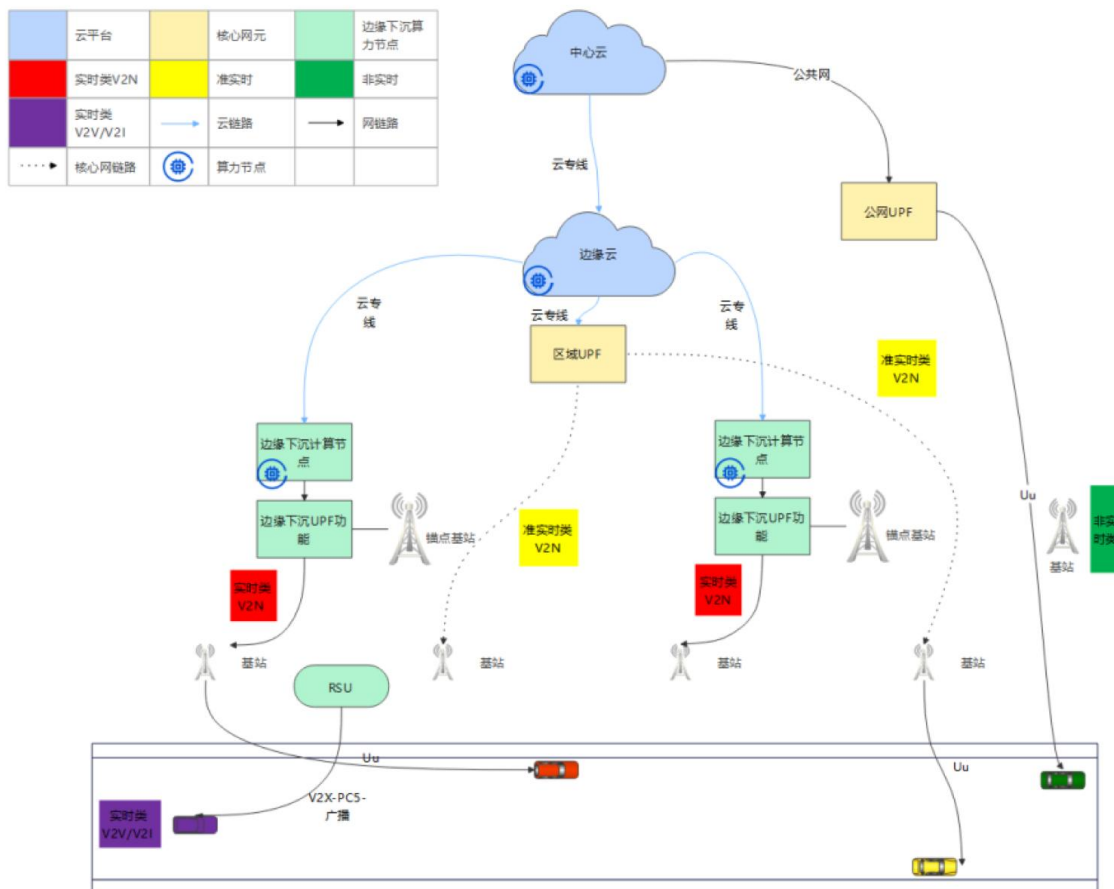 云平台
核心网元
边缘下沉算
力节点
实时类V2N
准实时
非实时
实时类
V2V/V2I
云链路
网链路
核心网链路
算力节点
中心云
公共网
云专线
公网UPF
边缘云
云专
线
云专线
云专
线
区域UPF
准实时类
V2N
边缘下沉计算节
点
边缘下沉计算节
点
边缘下沉UPF功
能
锚点基站
准实时类
V2N
边缘下沉UPF功
能
锚点基站
Uu
非实
时类
基站
实时类
V2N
实时类
V2N
基站
基站
基站
基站
RSU
Uu
Uu
V2X-PC5-
广播
实时类
V2V/V2I